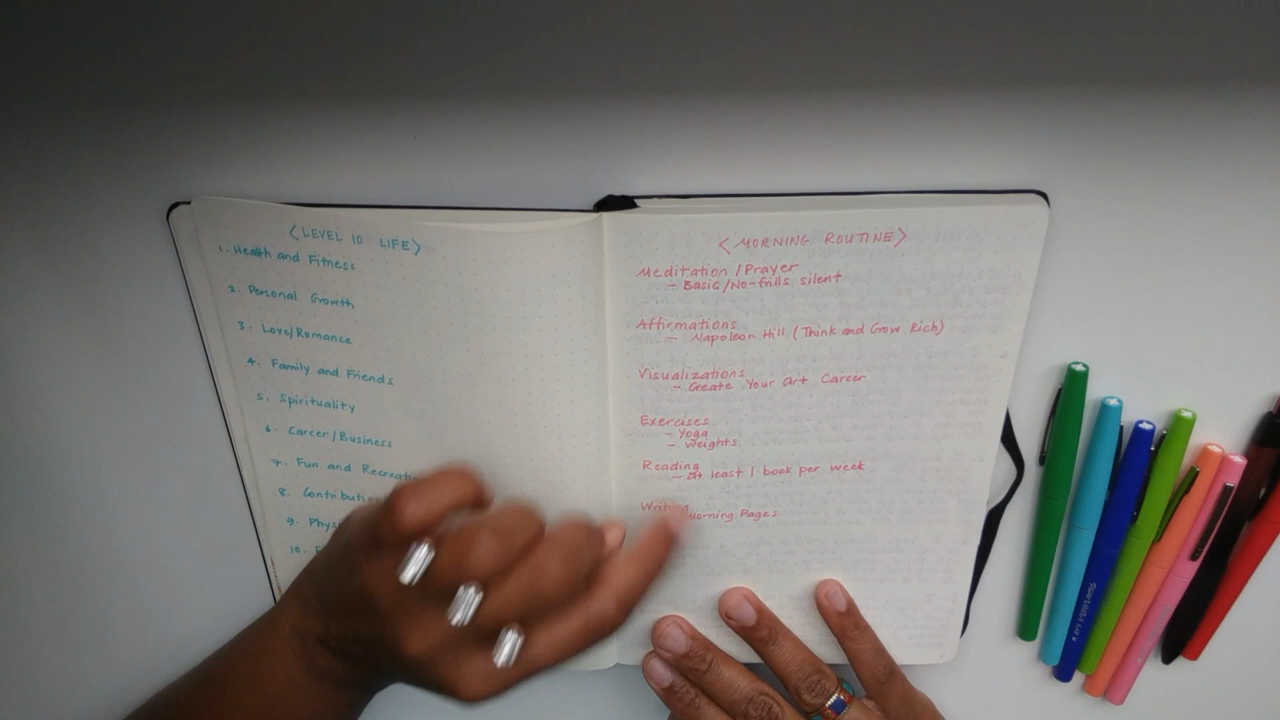 <LEVEL 10 LIFE>
1. Health and Fitness
2. Personal Growth
3. Love/Romance
4. Family and Friends
5. Spirituality
6. Career/Business
7. Fun and
8.
9.
10.
<MORNING ROUTINE>
Meditation/Prayer
- Basic/No-frills silent
Affirmations
- Napoleon Hill (Think and Grow Rich)
Visualizations
- Create Your Art Career
Exercises
- Yoga
- Weights
Reading
- At least 1 book per week
Writing
Morning Pages